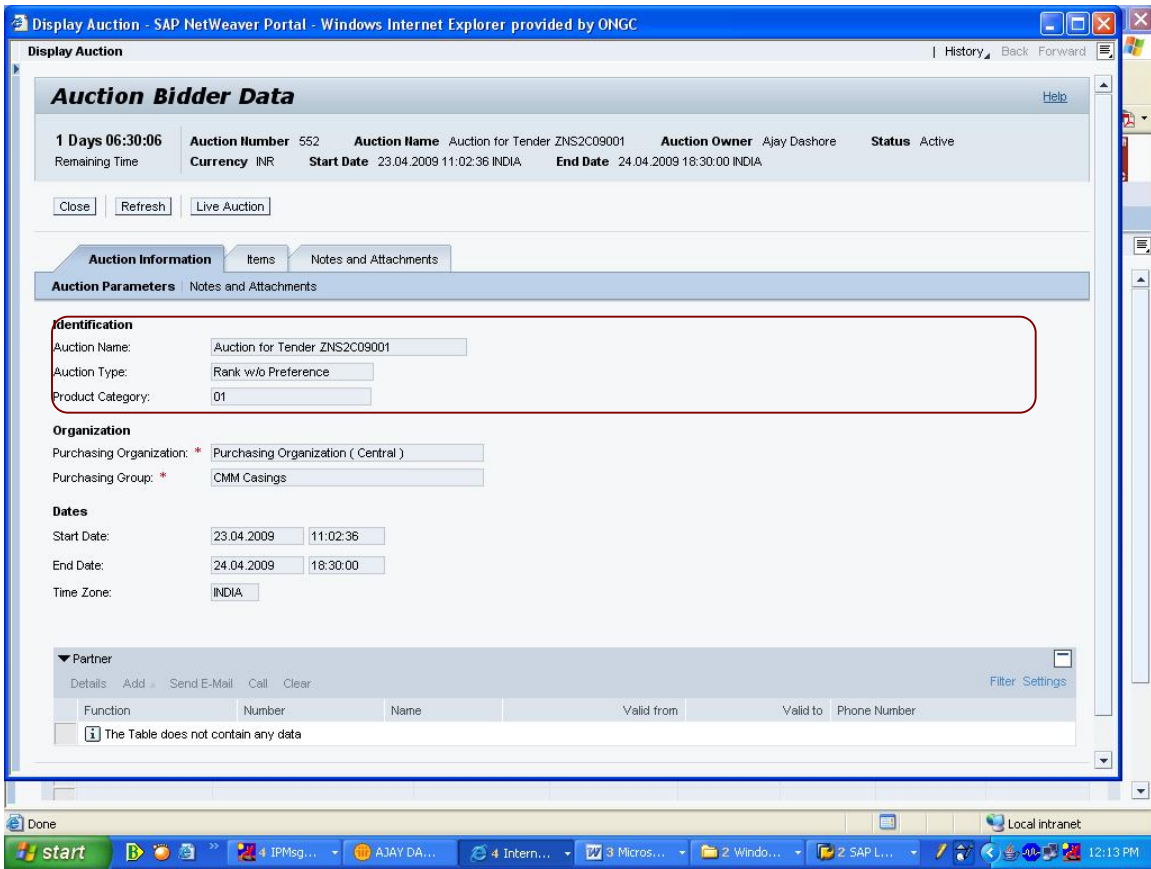 Display Auction - SAP NetWeaver Portal - Windows Internet Explorer provided by ONGC
Display Auction | History Back Forward
Auction Bidder Data Help
1 Days 06:30:06 Auction Number 552 Auction Name Auction for Tender ZNS2C09001 Auction Owner Ajay Dashore Status Active
Remaining Time Currency INR Start Date 23.04.2009 11:02:36 INDIA End Date 24.04.2009 18:30:00 INDIA
Close Refresh Live Auction
Auction Information Items Notes and Attachments
Auction Parameters Notes and Attachments
Identification
Auction Name: Auction for Tender ZNS2C09001
Auction Type: Rank w/o Preference
Product Category: 01
Organization
Purchasing Organization: * Purchasing Organization ( Central )
Purchasing Group: * CMM Casings
Dates
Start Date: 23.04.2009 11:02:36
End Date: 24.04.2009 18:30:00
Time Zone: INDIA
Partner
Details Add Send E-Mail Call Clear Filter Settings
Function Number Name Valid from Valid to Phone Number
The Table does not contain any data
Done Local intranet
start 4 IPMsg... AJAY DA... 4 Intern... 3 Micros... 2 Windo... 2 SAP L... 12:13 PM